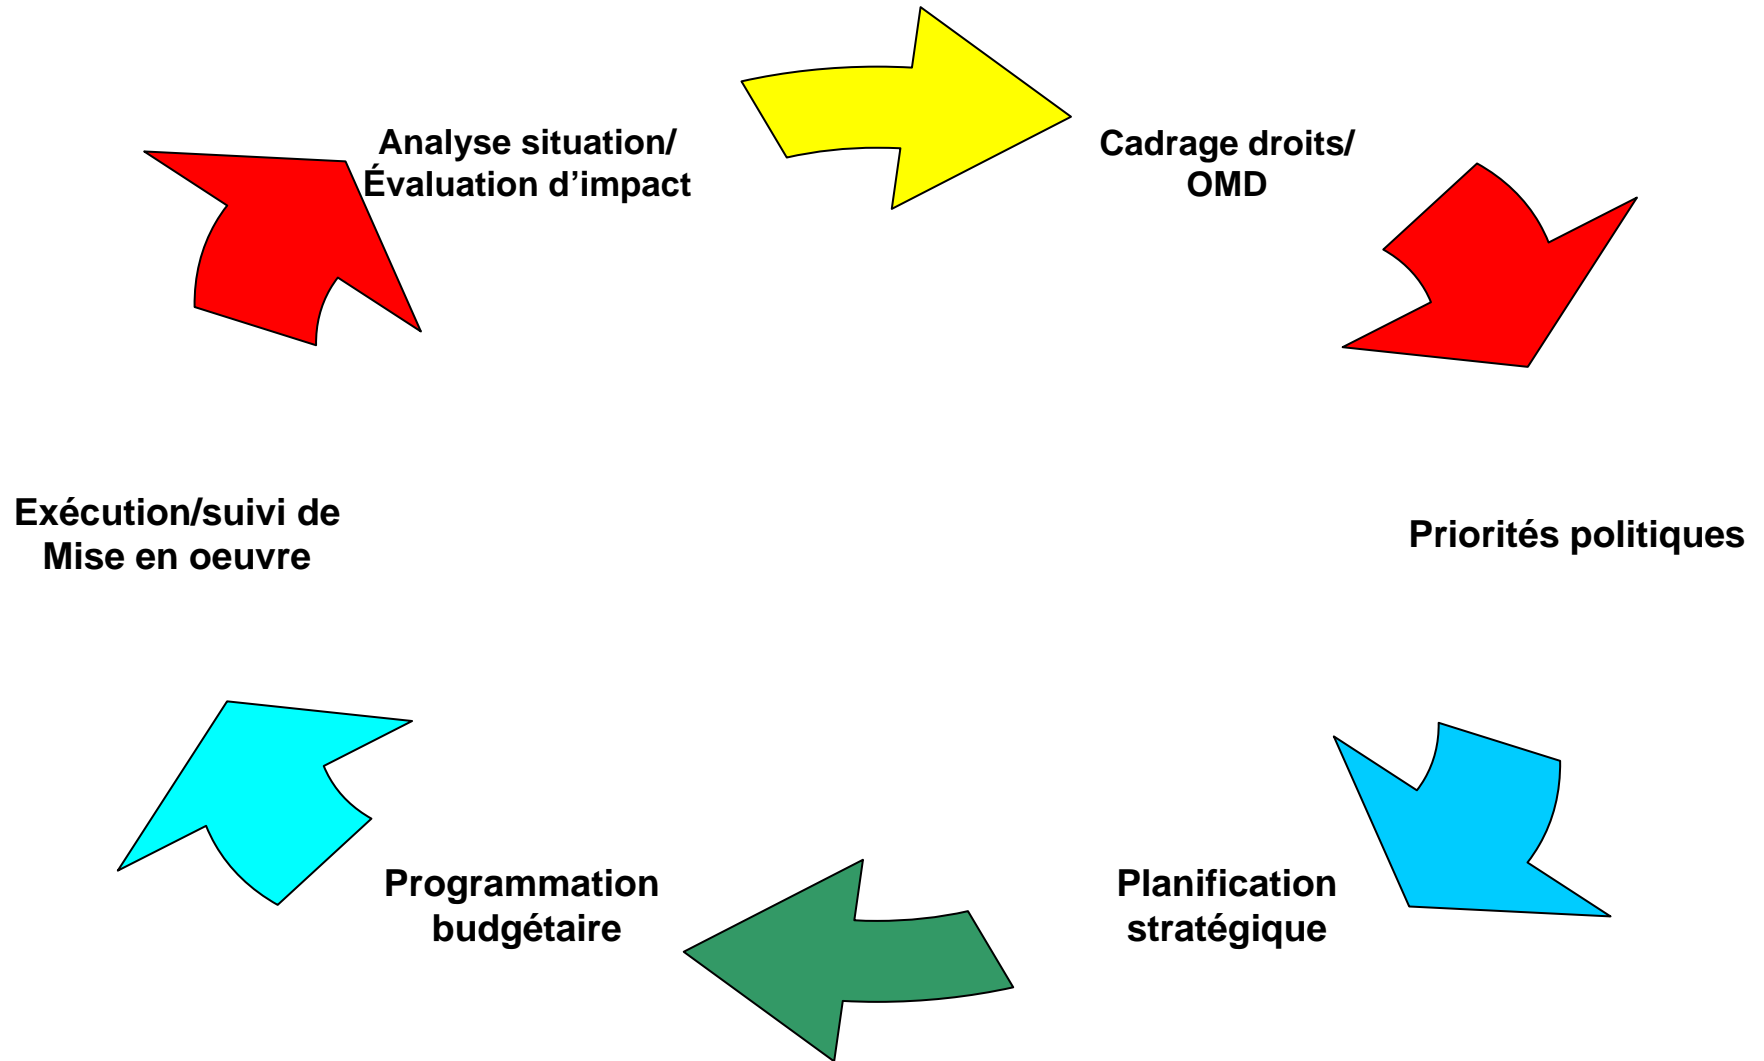 Analyse situation/
Évaluation d’impact
Cadrage droits/
OMD
Exécution/suivi de
Mise en oeuvre
Priorités politiques
Programmation
budgétaire
Planification
stratégique